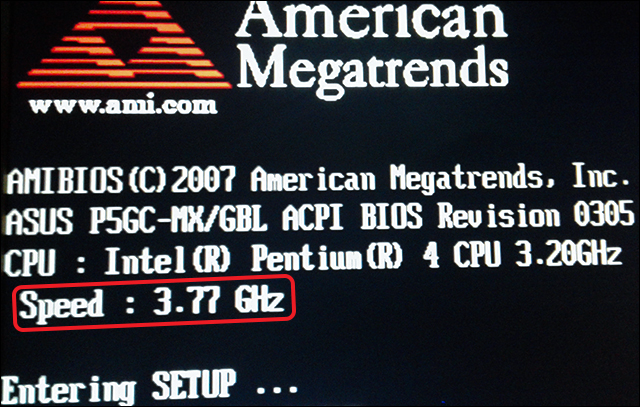 American
Megatrends
www.ami.com
AMIBIOS(C)2007 American Megatrends, Inc.
ASUS P5GC-MX/GBL ACPI BIOS Revision 0305
CPU : Intel(R) Pentium(R) 4 CPU 3.20GHz
Speed : 3.77 GHz
Entering SETUP ...